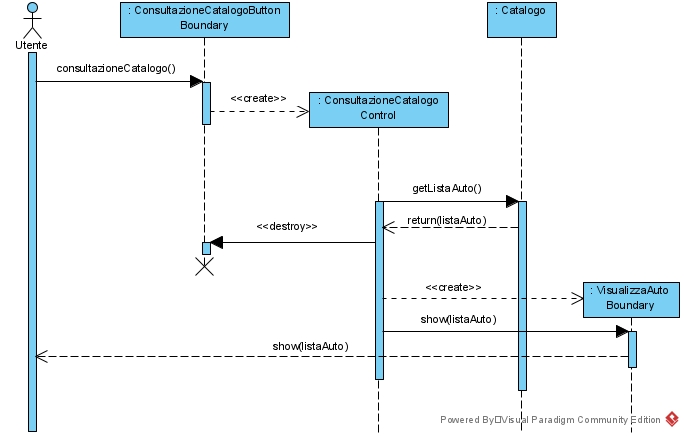 : ConsultazioneCatalogoButton
Boundary
: Catalogo
Utente
consultazioneCatalogo()
<<create>>
: ConsultazioneCatalogo
Control
getListaAuto()
return(listaAuto)
<<destroy>>
<<create>>
: VisualizzaAuto
Boundary
show(listaAuto)
show(listaAuto)
Powered By□Visual Paradigm Community Edition